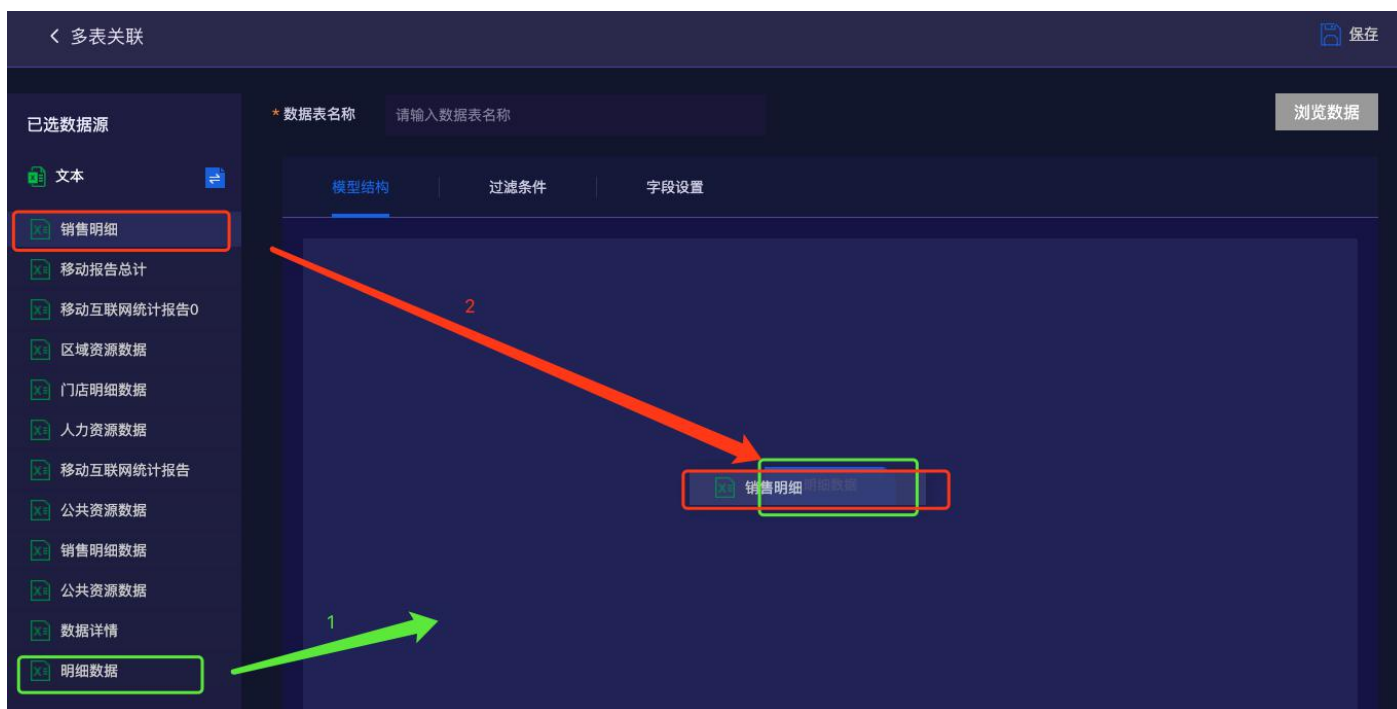 多表关联
保存
已选数据源
* 数据表名称 请输入数据表名称
浏览数据
文本
模型结构 过滤条件 字段设置
销售明细
移动报告总计
移动互联网统计报告0
区域资源数据
门店明细数据
人力资源数据
移动互联网统计报告
公共资源数据
销售明细数据
公共资源数据
数据详情
明细数据
2
销售明细 明细数据
1